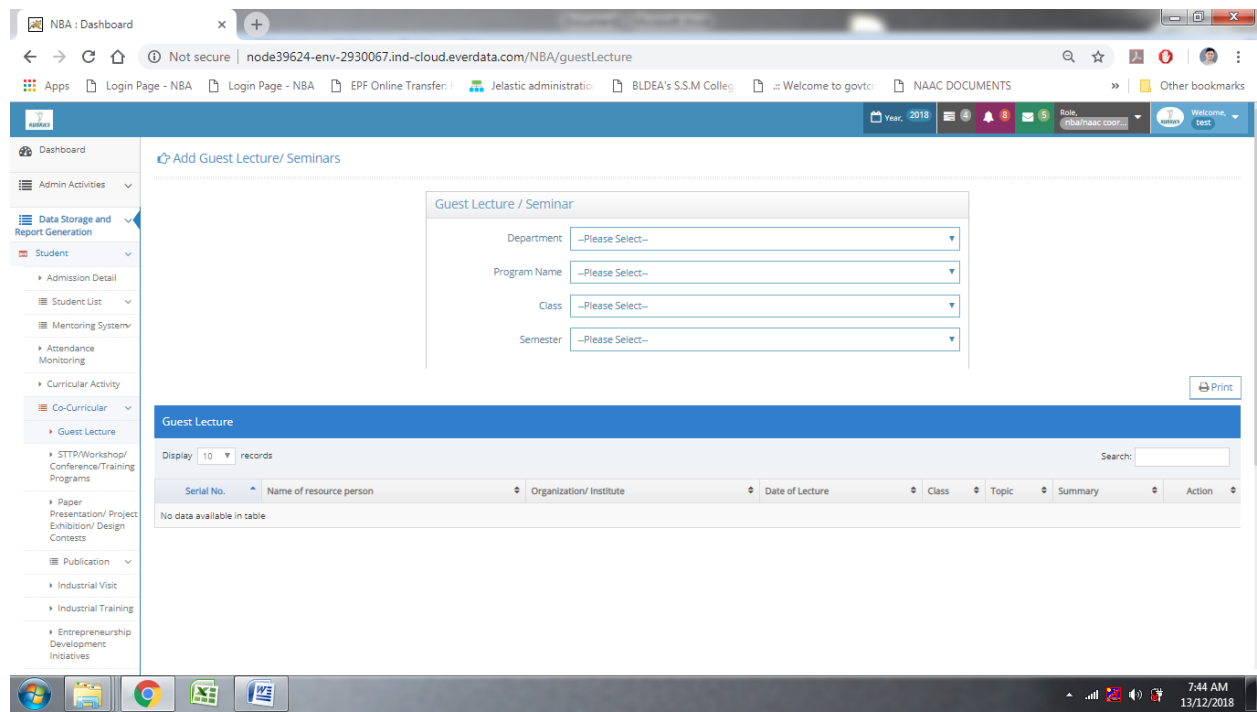 NBA : Dashboard
Not secure | node39624-env-2930067.ind-cloud.everdata.com/NBA/guestLecture
Apps Login Page - NBA Login Page - NBA EPF Online Transfer: Jelastic administratio BLDEA's S.S.M Colleg .:: Welcome to govtc NAAC DOCUMENTS » Other bookmarks
Year, 2018 4 8 5 Role, nba/naac coor... Welcome, test
Dashboard
Admin Activities
Data Storage and
Report Generation
Student
Admission Detail
Student List
Mentoring System
Attendance
Monitoring
Curricular Activity
Co-Curricular
Guest Lecture
STTP/Workshop/
Conference/Training
Programs
Paper
Presentation/ Project
Exhibition/ Design
Contests
Publication
Industrial Visit
Industrial Training
Entrepreneurship
Development
Initiatives
Add Guest Lecture/ Seminars
Guest Lecture / Seminar
Department --Please Select--
Program Name --Please Select--
Class --Please Select--
Semester --Please Select--
Print
Guest Lecture
Display 10 records Search:
Serial No. Name of resource person Organization/ Institute Date of Lecture Class Topic Summary Action
No data available in table
7:44 AM
13/12/2018